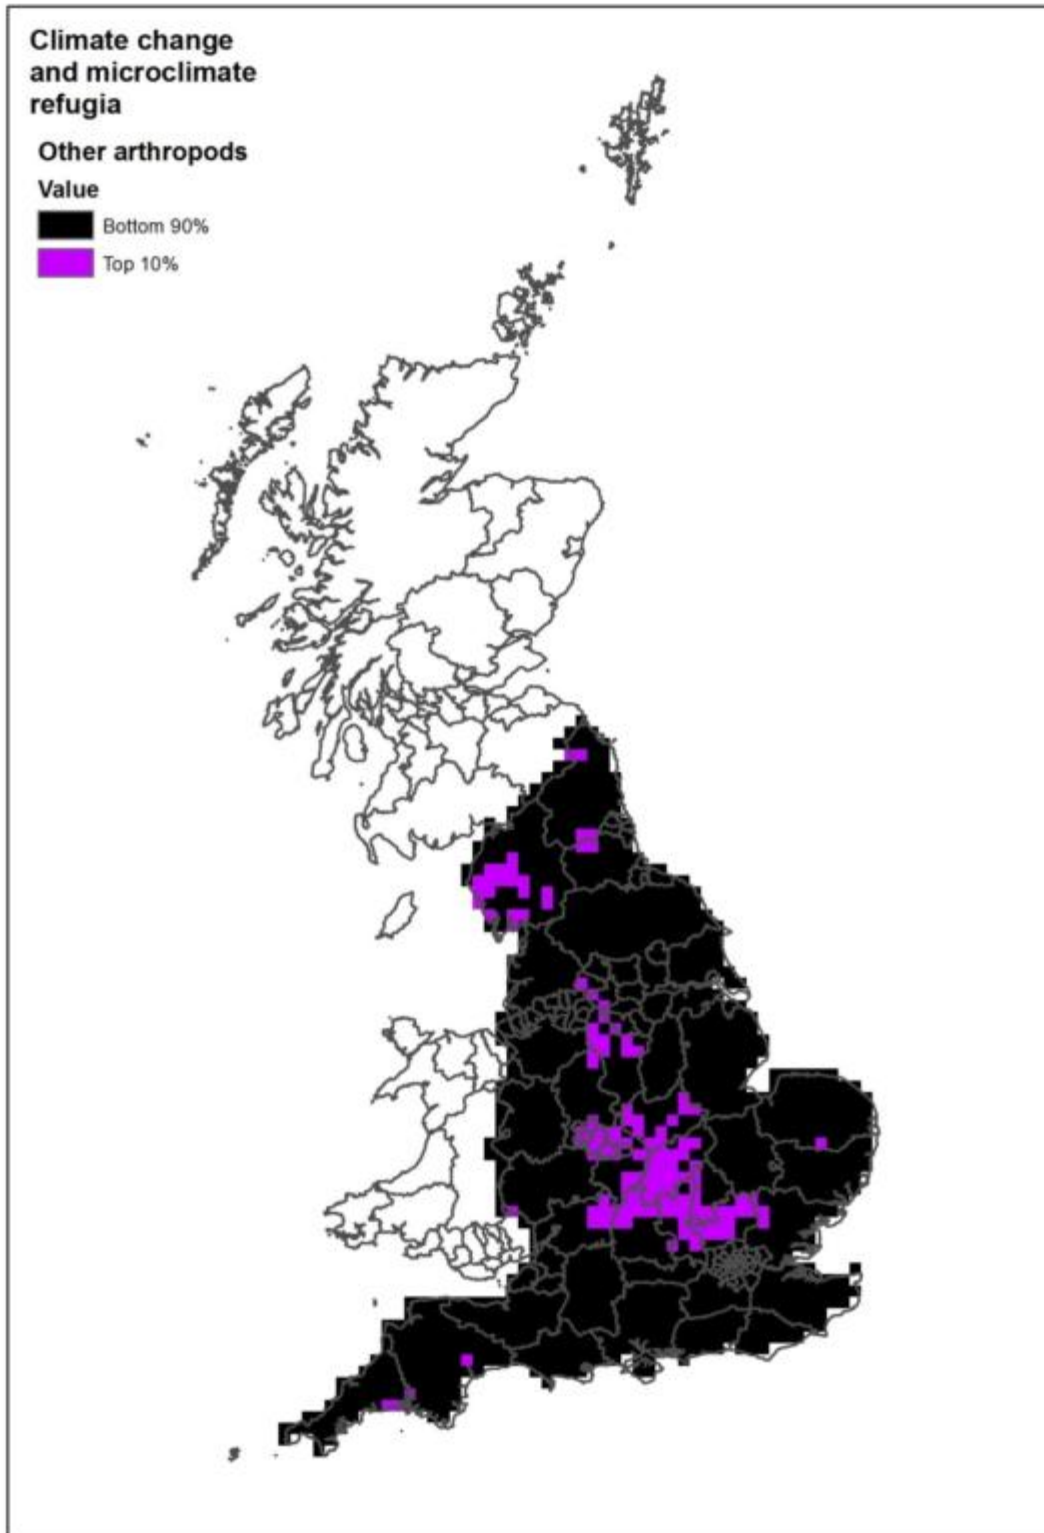 Climate change
and microclimate
refugia
Other arthropods
Value
Bottom 90%
Top 10%